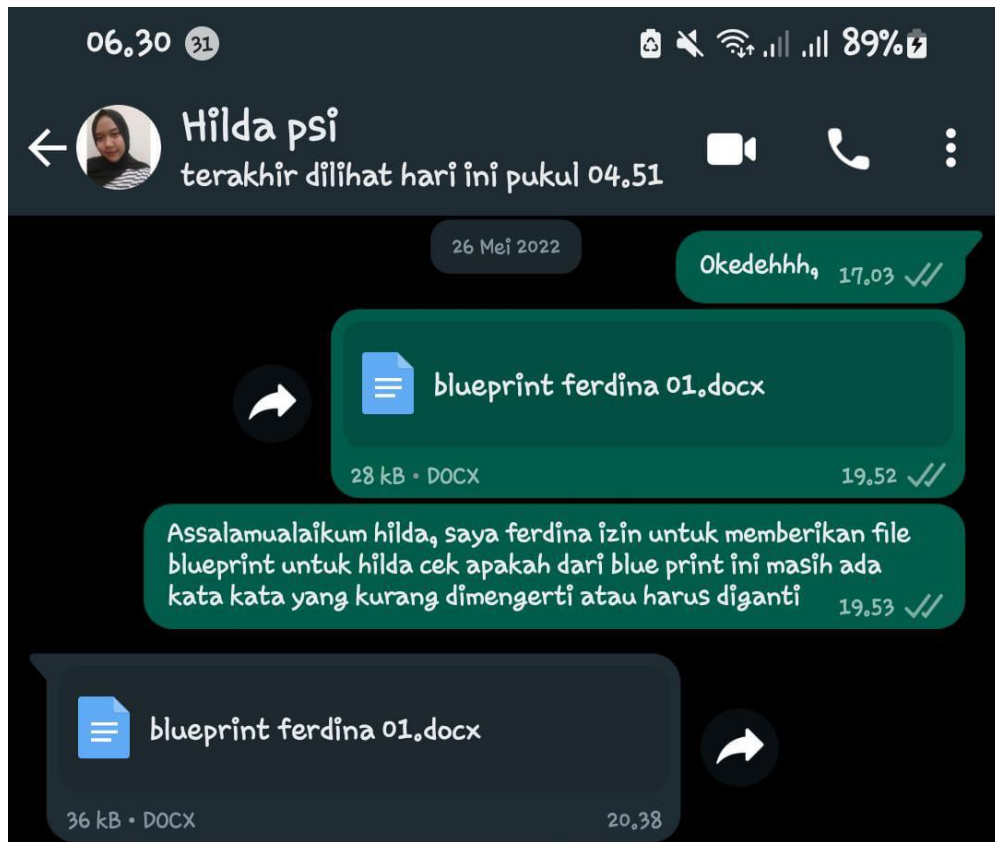 06.30 31 89%
Hilda psi
terakhir dilihat hari ini pukul 04.51
26 Mei 2022
Okedehhh, 17.03
blueprint ferdina 01.docx
28 kB • DOCX 19.52
Assalamualaikum hilda, saya ferdina izin untuk memberikan file
blueprint untuk hilda cek apakah dari blue print ini masih ada
kata kata yang kurang dimengerti atau harus diganti 19.53
blueprint ferdina 01.docx
36 kB • DOCX 20.38